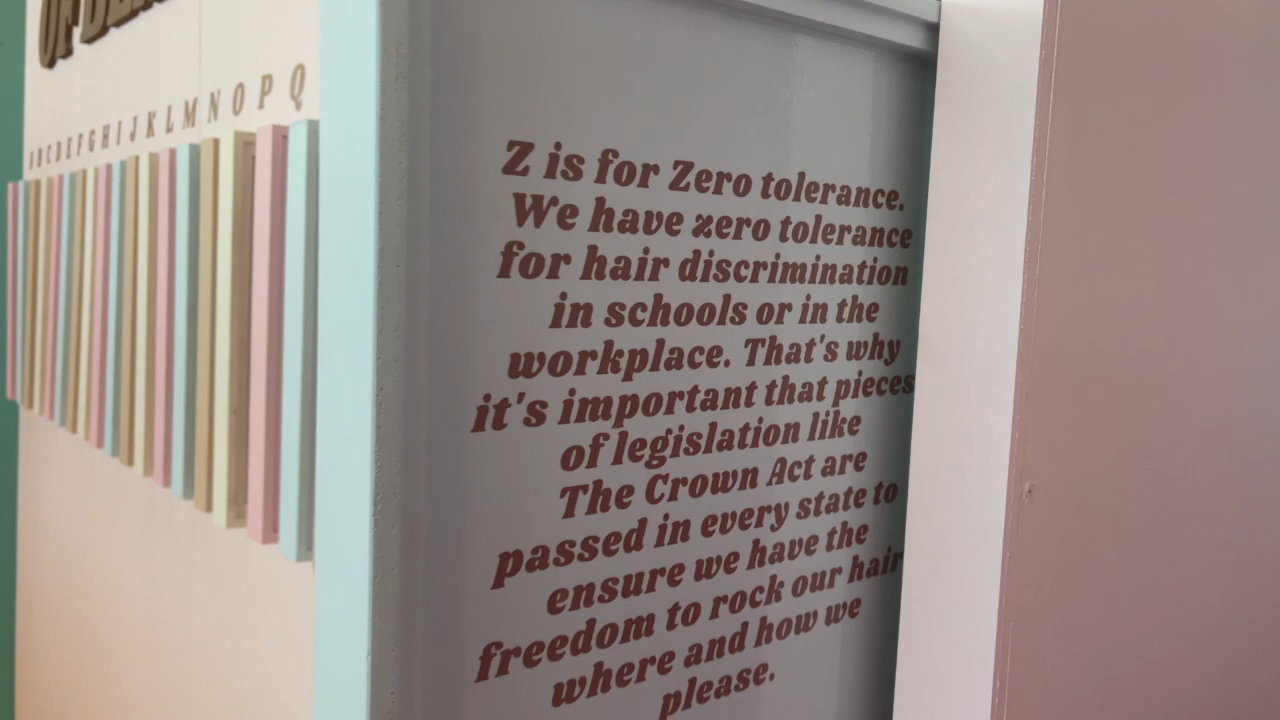 OF
A B C D E F G H I J K L M N O P Q
Z is for Zero tolerance.
We have zero tolerance
for hair discrimination
in schools or in the
workplace. That's why
it's important that pieces
of legislation like
The Crown Act are
passed in every state to
ensure we have the
freedom to rock our hair
where and how we
please.